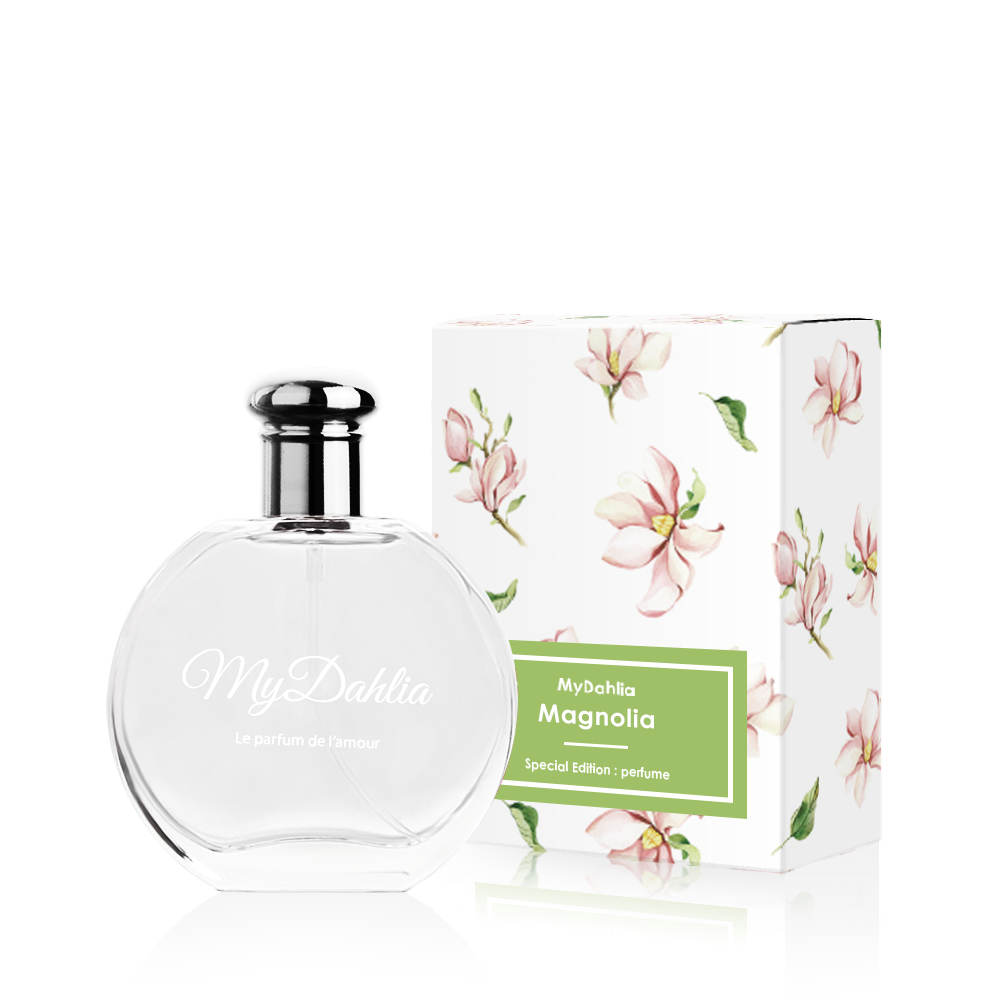 MyDahlia
Le parfum de l'amour
MyDahlia
Magnolia
Special Edition : perfume